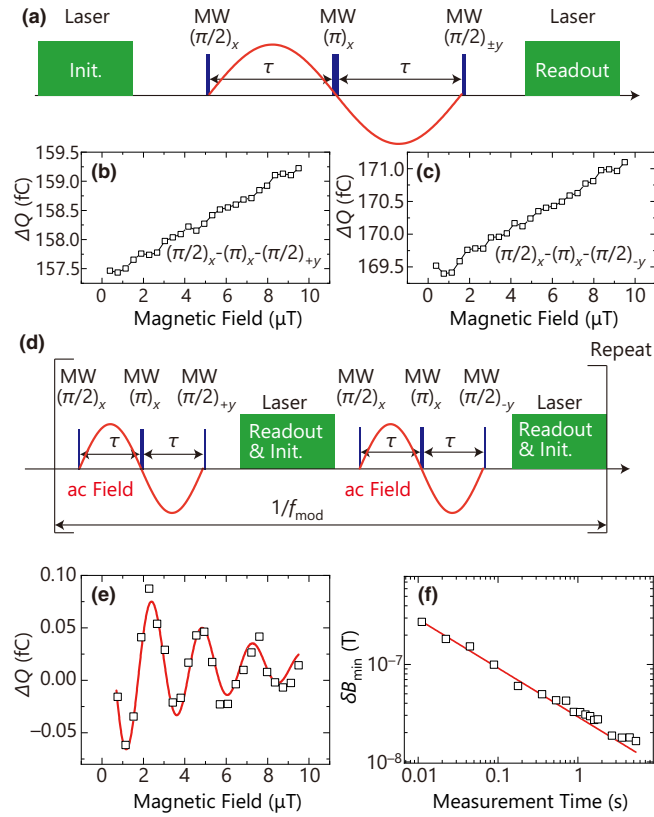 (a)
Laser
MW
MW
MW
Laser
(π/2)x
(π)x
(π/2)±y
Init.
τ
τ
Readout
(b)
159.5
159.0
158.5
158.0
157.5
ΔQ (fC)
(π/2)x-(π)x-(π/2)+y
0 2 4 6 8 10
Magnetic Field (μT)
(c)
171.0
170.5
170.0
169.5
ΔQ (fC)
(π/2)x-(π)x-(π/2)-y
0 2 4 6 8 10
Magnetic Field (μT)
(d)
Repeat
MW MW MW
(π/2)x (π)x (π/2)+y
Laser
Readout
& Init.
τ
τ
ac Field
MW MW MW
(π/2)x (π)x (π/2)-y
Laser
Readout
& Init.
τ
τ
ac Field
1/fmod
(e)
0.10
0.05
0.00
−0.05
ΔQ (fC)
0 2 4 6 8 10
Magnetic Field (μT)
(f)
10-7
10-8
δBmin (T)
0.01 0.1 1
Measurement Time (s)